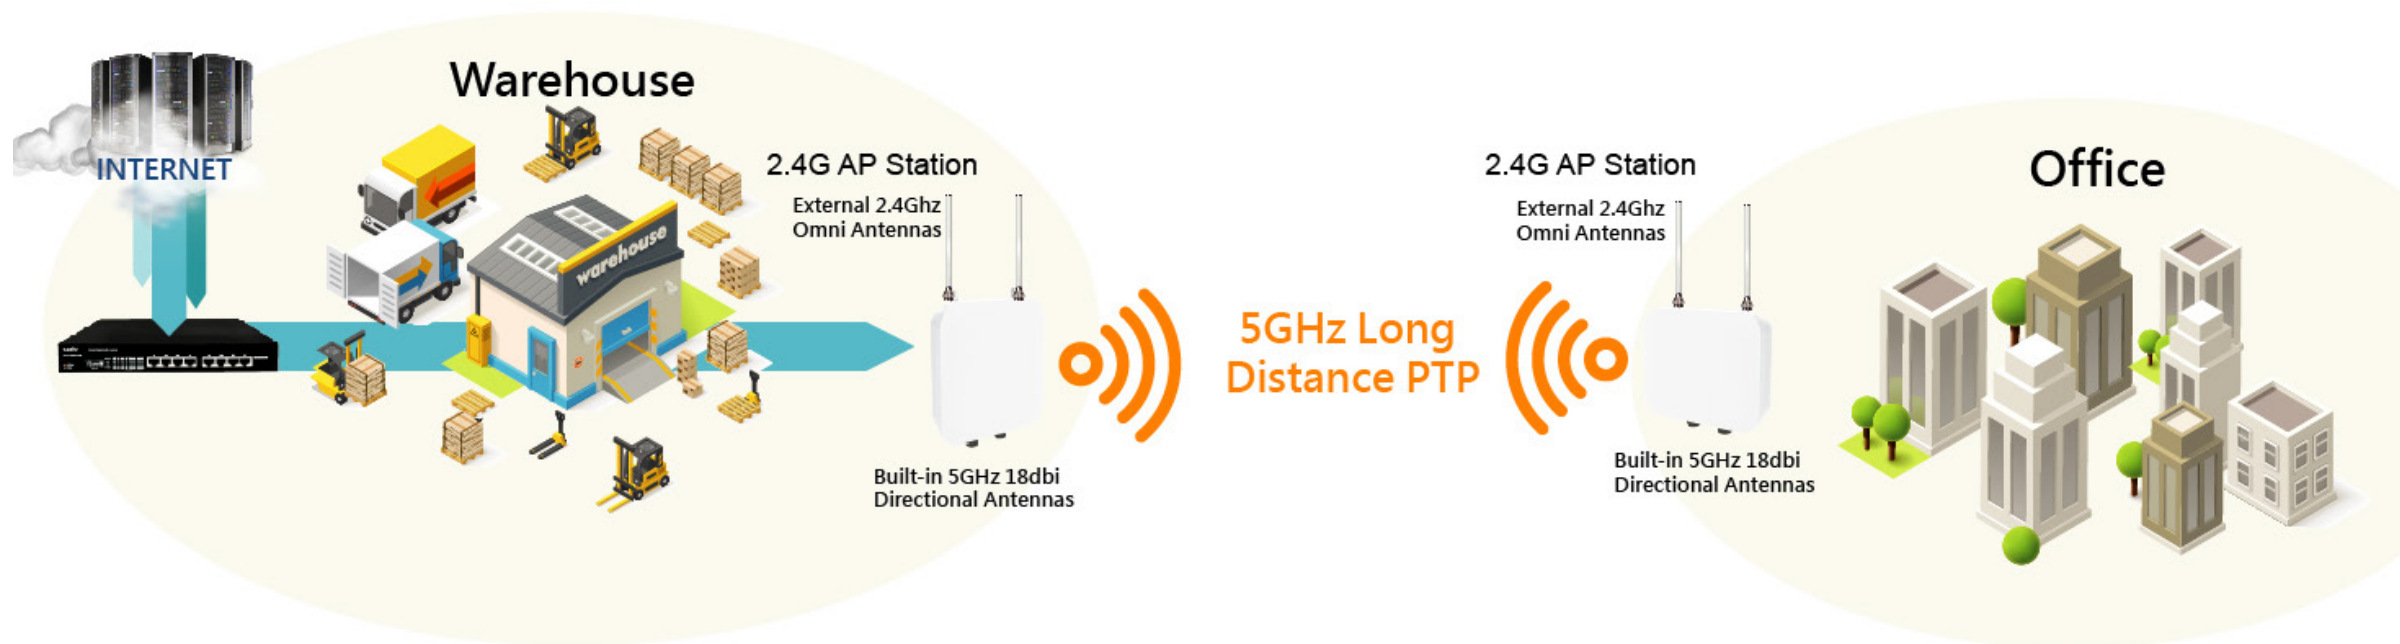 Warehouse
INTERNET
warehouse
2.4G AP Station
External 2.4Ghz
Omni Antennas
Built-in 5GHz 18dbi
Directional Antennas
5GHz Long
Distance PTP
2.4G AP Station
External 2.4Ghz
Omni Antennas
Built-in 5GHz 18dbi
Directional Antennas
Office